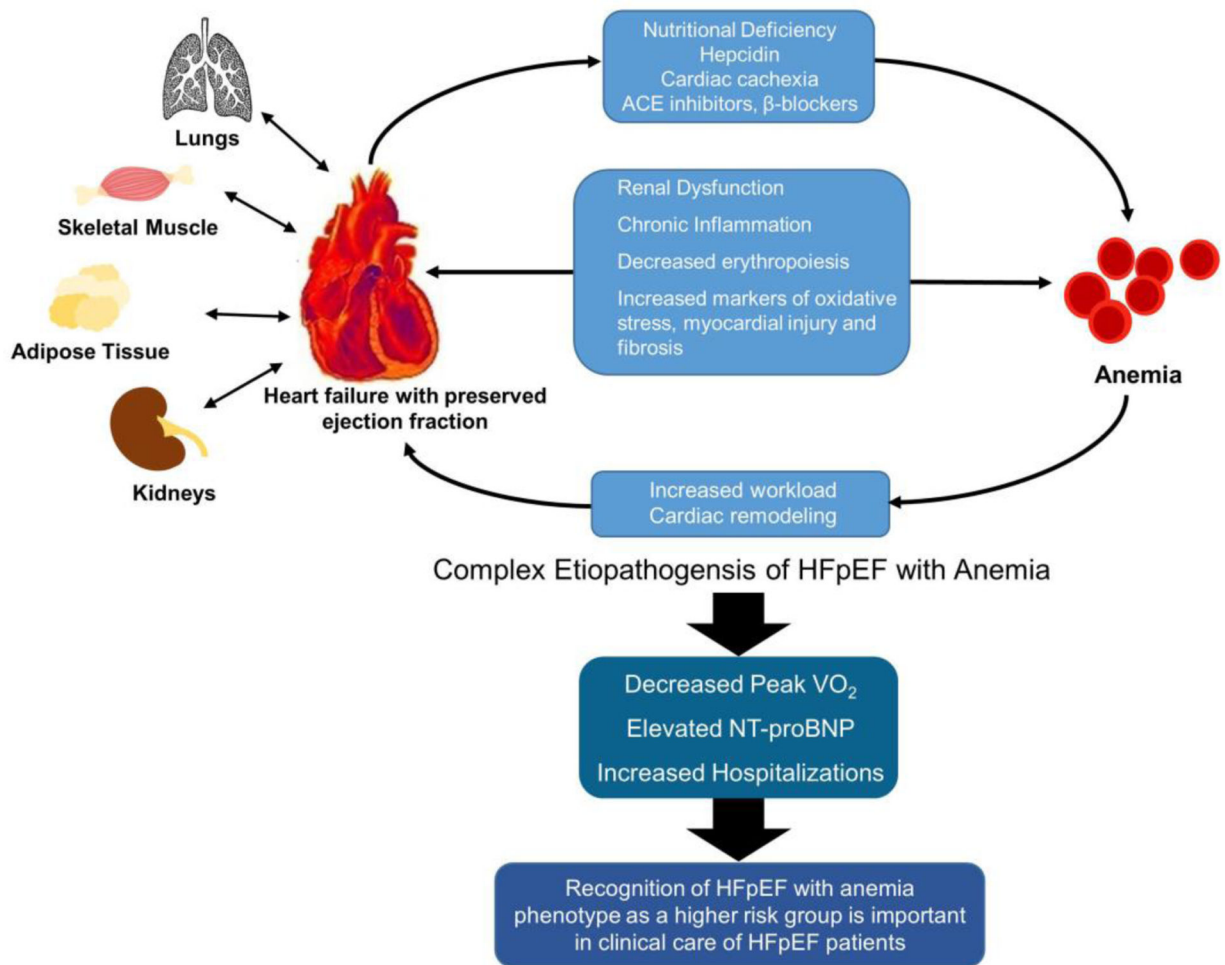 Nutritional Deficiency
Hepcidin
Cardiac cachexia
ACE inhibitors, β-blockers
Lungs
Skeletal Muscle
Adipose Tissue
Kidneys
Heart failure with preserved
ejection fraction
Renal Dysfunction
Chronic Inflammation
Decreased erythropoiesis
Increased markers of oxidative
stress, myocardial injury and
fibrosis
Anemia
Increased workload
Cardiac remodeling
Complex Etiopathogensis of HFpEF with Anemia
Decreased Peak VO₂
Elevated NT-proBNP
Increased Hospitalizations
Recognition of HFpEF with anemia
phenotype as a higher risk group is important
in clinical care of HFpEF patients